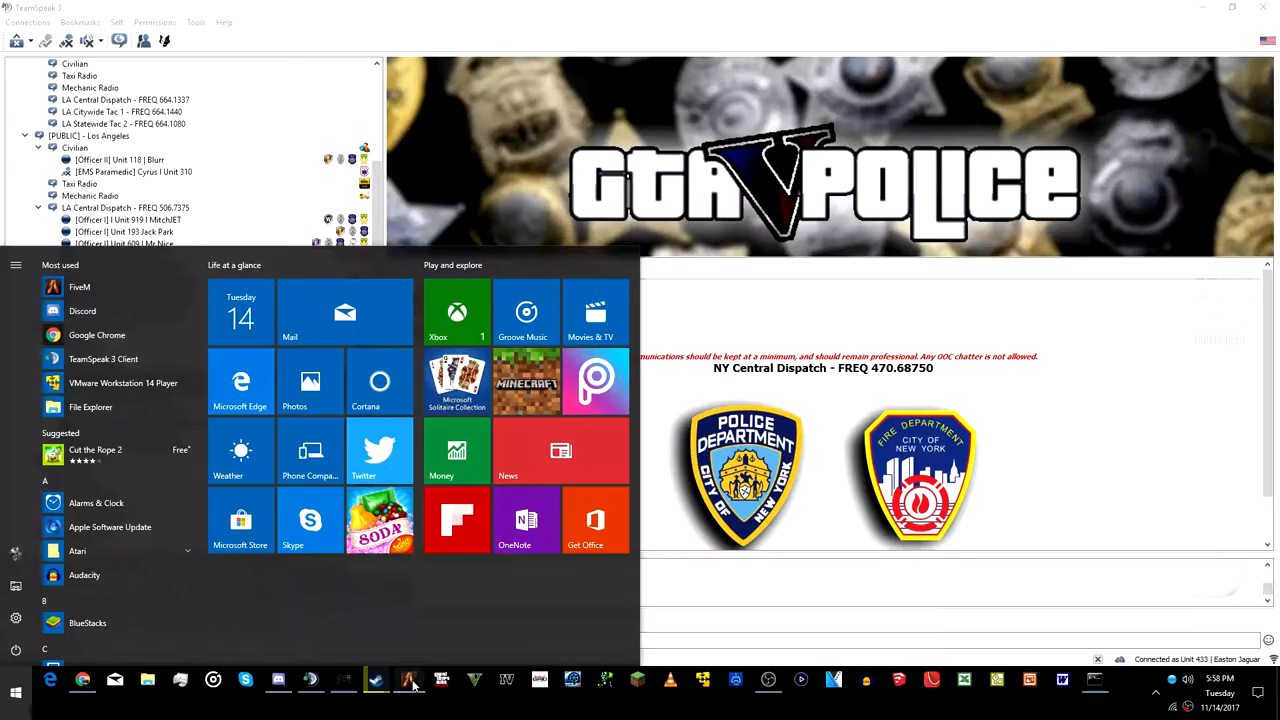 TeamSpeak 3
Connections Bookmarks Self Permissions Tools Help
Civilian
Taxi Radio
Mechanic Radio
LA Central Dispatch - FREQ 664.1337
LA Citywide Tac 1 - FREQ 664.1440
LA Statewide Tac 2 - FREQ 664.1080
[PUBLIC] - Los Angeles
Civilian
[Officer II] Unit 118 | Blurr
[EMS Paramedic] Cyrus I Unit 310
Taxi Radio
Mechanic Radio
LA Central Dispatch - FREQ 506.7375
[Officer I] I Unit 919 I MitchJET
[Officer I] Unit 193 Jack Park
[Officer I] Unit 609 | Mr.Nice
GTA V POLICE
Most used
FiveM
Discord
Google Chrome
TeamSpeak 3 Client
VMware Workstation 14 Player
File Explorer
Suggested
Cut the Rope 2 Free*
A
Alarms & Clock
Apple Software Update
Atari
Audacity
B
BlueStacks
C
Life at a glance
Tuesday
14
Mail
Microsoft Edge
Photos
Cortana
Weather
Phone Compa...
Twitter
Microsoft Store
Skype
SODA
Play and explore
Xbox 1
Groove Music
Movies & TV
Microsoft
Solitaire Collection
MINECRAFT
Money
News
OneNote
Get Office
munications should be kept at a minimum, and should remain professional. Any OOC chatter is not allowed.
NY Central Dispatch - FREQ 470.68750
POLICE
DEPARTMENT
CITY OF
NEW YORK
FIRE DEPARTMENT
CITY OF
NEW YORK
Connected as Unit 433 | Easton Jaguar
IV
5:58 PM
Tuesday
11/14/2017